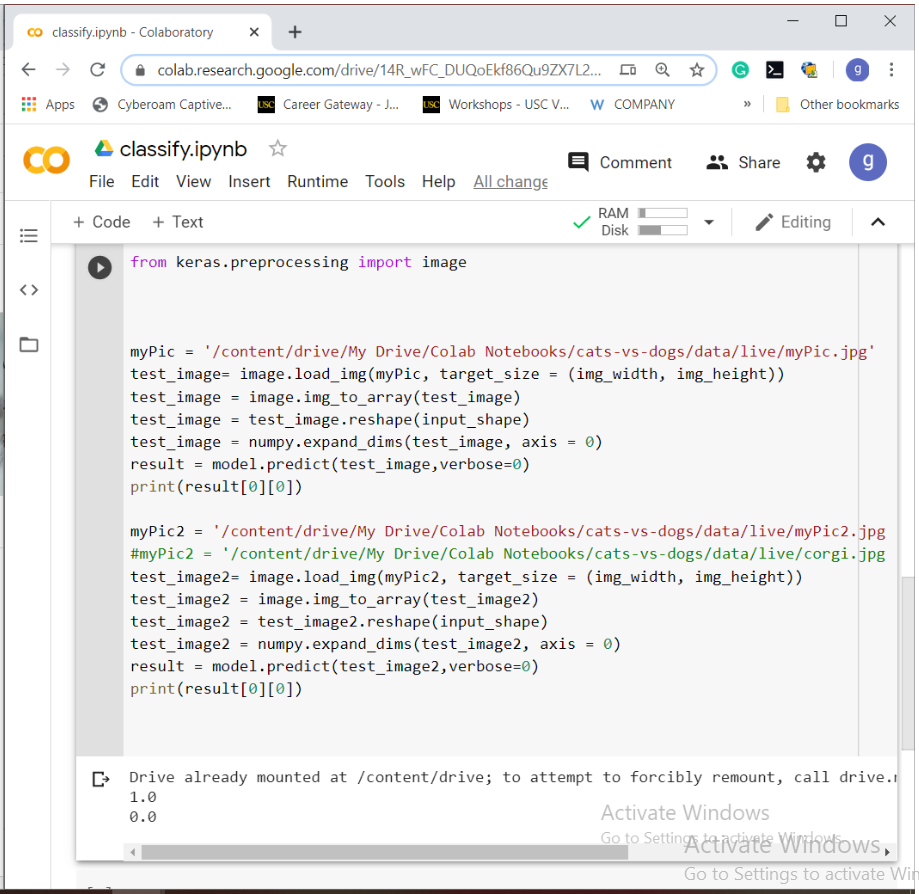 classify.ipynb - Colaboratory
colab.research.google.com/drive/14R_wFC_DUQoEkf86Qu9ZX7L2...
g
Apps
Cyberoam Captive...
USC
Career Gateway - J...
USC
Workshops - USC V...
W
COMPANY
»
Other bookmarks
classify.ipynb
Comment
Share
g
File Edit View Insert Runtime Tools Help All change
+ Code + Text
RAM
Disk
Editing
from keras.preprocessing import image
myPic = '/content/drive/My Drive/Colab Notebooks/cats-vs-dogs/data/live/myPic.jpg'
test_image= image.load_img(myPic, target_size = (img_width, img_height))
test_image = image.img_to_array(test_image)
test_image = test_image.reshape(input_shape)
test_image = numpy.expand_dims(test_image, axis = 0)
result = model.predict(test_image,verbose=0)
print(result[0][0])
myPic2 = '/content/drive/My Drive/Colab Notebooks/cats-vs-dogs/data/live/myPic2.jpg
#myPic2 = '/content/drive/My Drive/Colab Notebooks/cats-vs-dogs/data/live/corgi.jpg
test_image2= image.load_img(myPic2, target_size = (img_width, img_height))
test_image2 = image.img_to_array(test_image2)
test_image2 = test_image2.reshape(input_shape)
test_image2 = numpy.expand_dims(test_image2, axis = 0)
result = model.predict(test_image2,verbose=0)
print(result[0][0])
Drive already mounted at /content/drive; to attempt to forcibly remount, call drive.
1.0
0.0
Activate Windows
Go to Settings to activate Windows.
Activate Windows
Go to Settings to activate Win